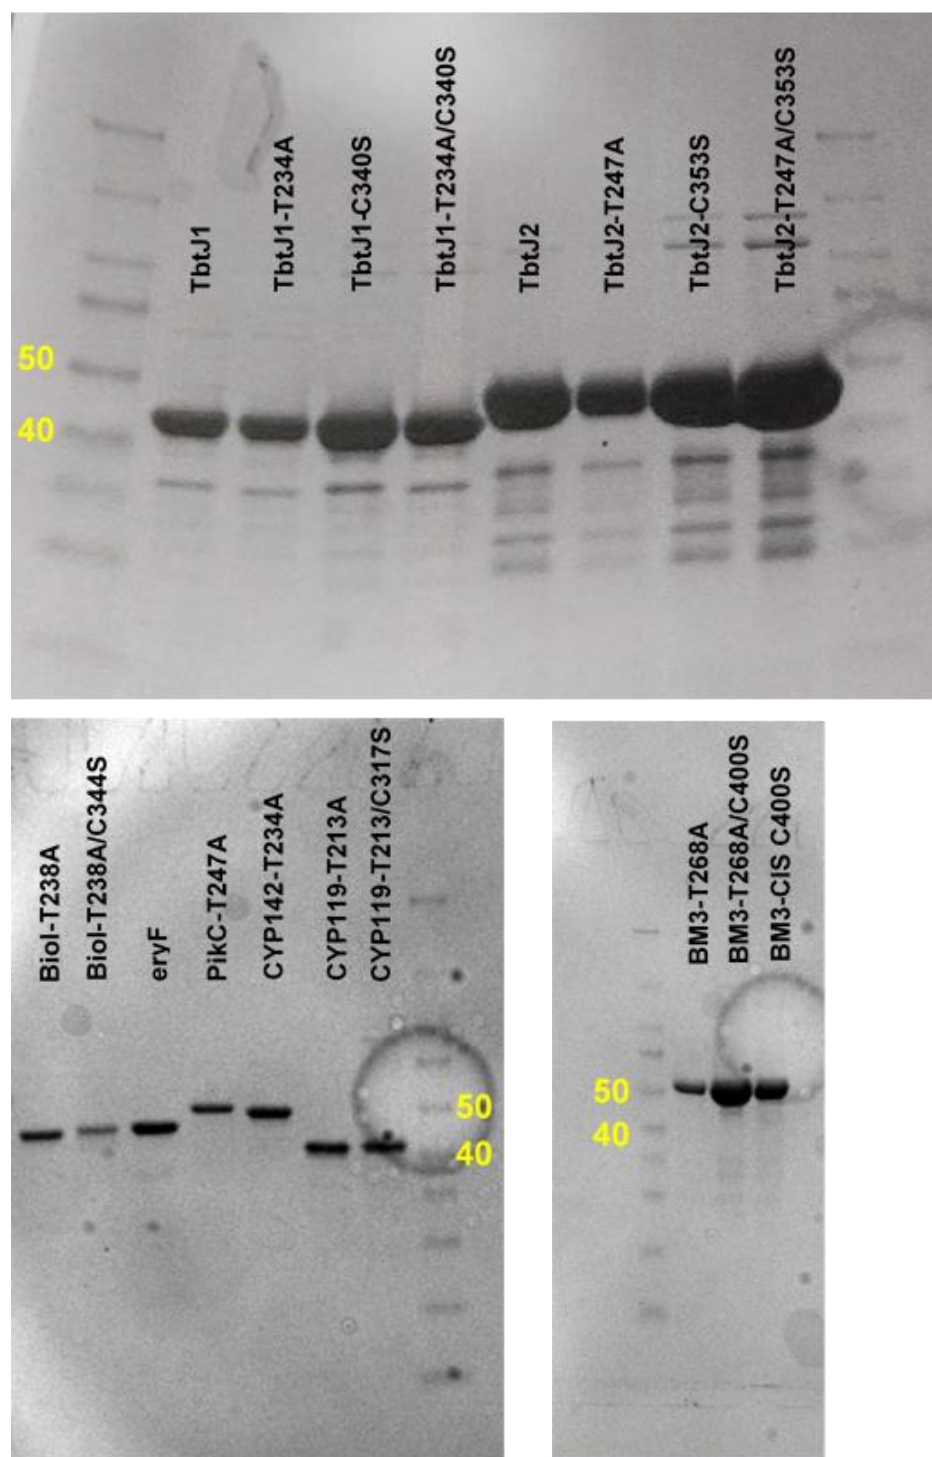 TbtJ1
TbtJ1-T234A
TbtJ1-C340S
TbtJ1-T234A/C340S
TbtJ2
TbtJ2-T247A
TbtJ2-C353S
TbtJ2-T247A/C353S
50
40
BioI-T238A
BioI-T238A/C344S
eryF
PikC-T247A
CYP142-T234A
CYP119-T213A
CYP119-T213/C317S
50
40
BM3-T268A
BM3-T268A/C400S
BM3-CIS C400S
50
40